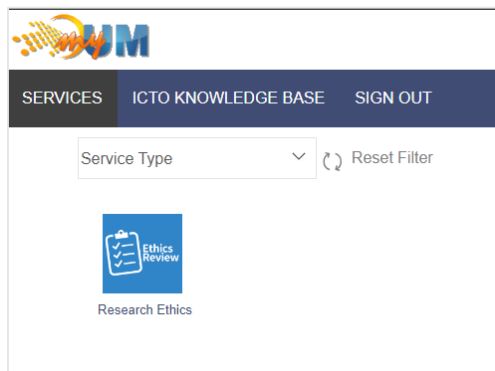 myUM
SERVICES ICTO KNOWLEDGE BASE SIGN OUT
Service Type Reset Filter
Ethics
Review
Research Ethics